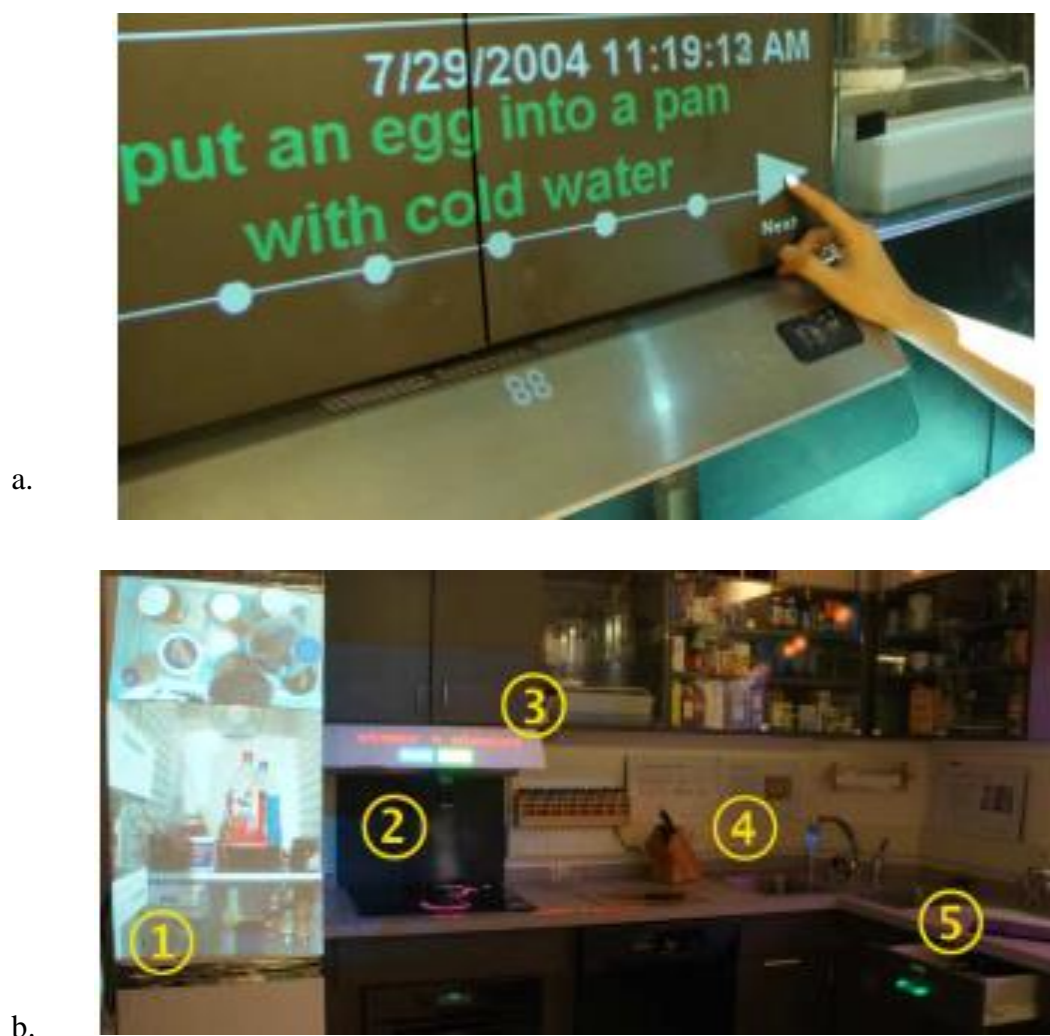 7/29/2004 11:19:13 AM
put an egg into a pan
with cold water
Next
88
a.
1
2
3
4
5
b.